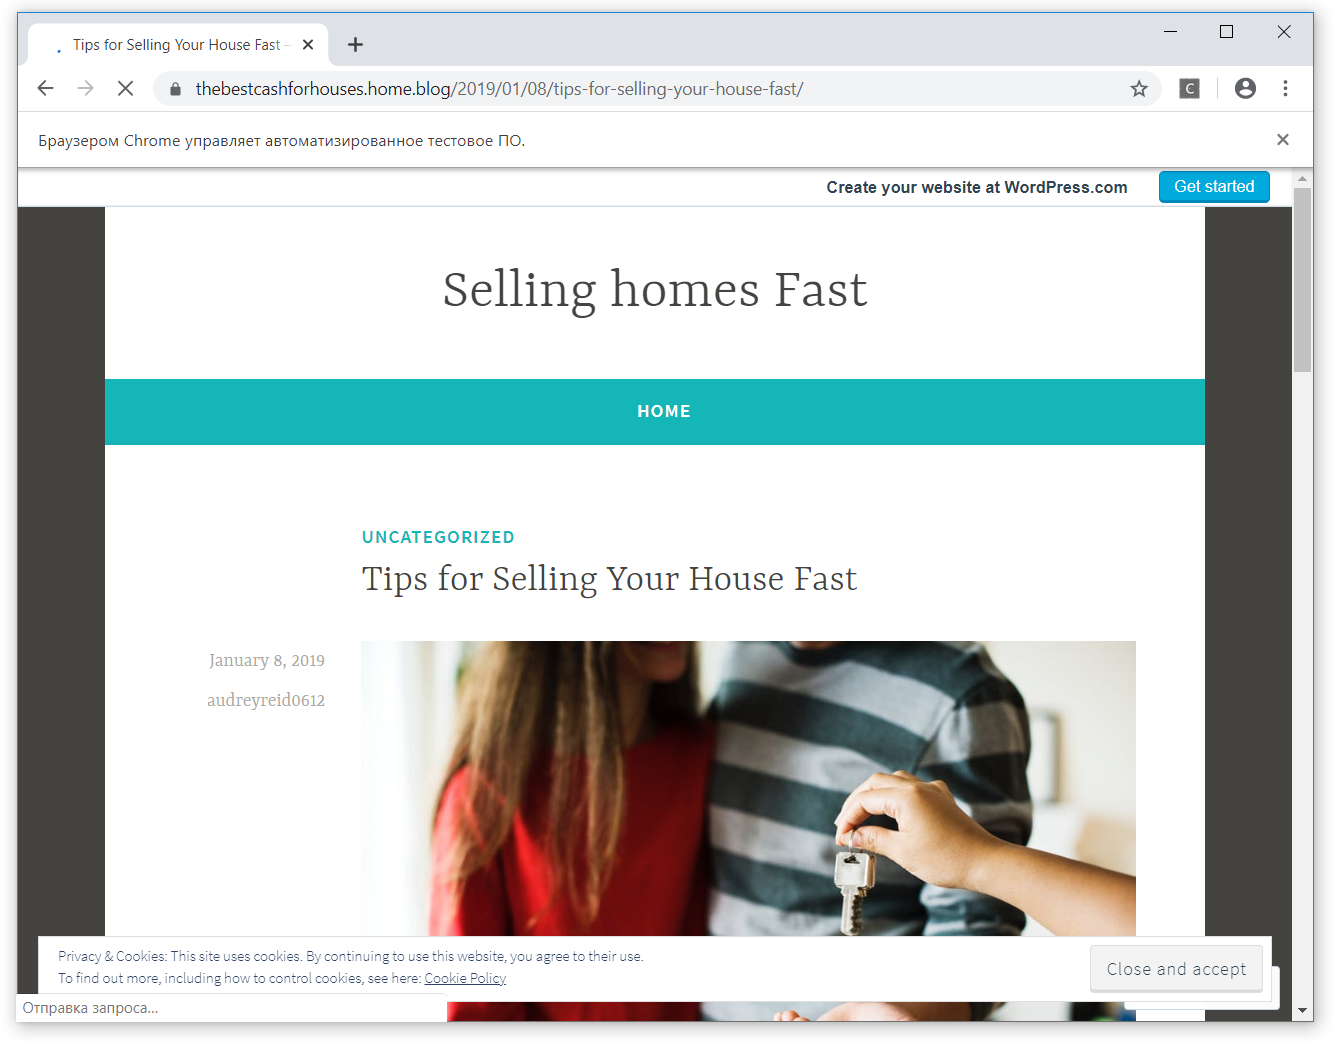 Tips for Selling Your House Fast –
thebestcashforhouses.home.blog/2019/01/08/tips-for-selling-your-house-fast/
C
Браузером Chrome управляет автоматизированное тестовое ПО.
Create your website at WordPress.com
Get started
Selling homes Fast
HOME
UNCATEGORIZED
Tips for Selling Your House Fast
January 8, 2019
audreyreid0612
Privacy & Cookies: This site uses cookies. By continuing to use this website, you agree to their use.
To find out more, including how to control cookies, see here: Cookie Policy
Close and accept
Отправка запроса...